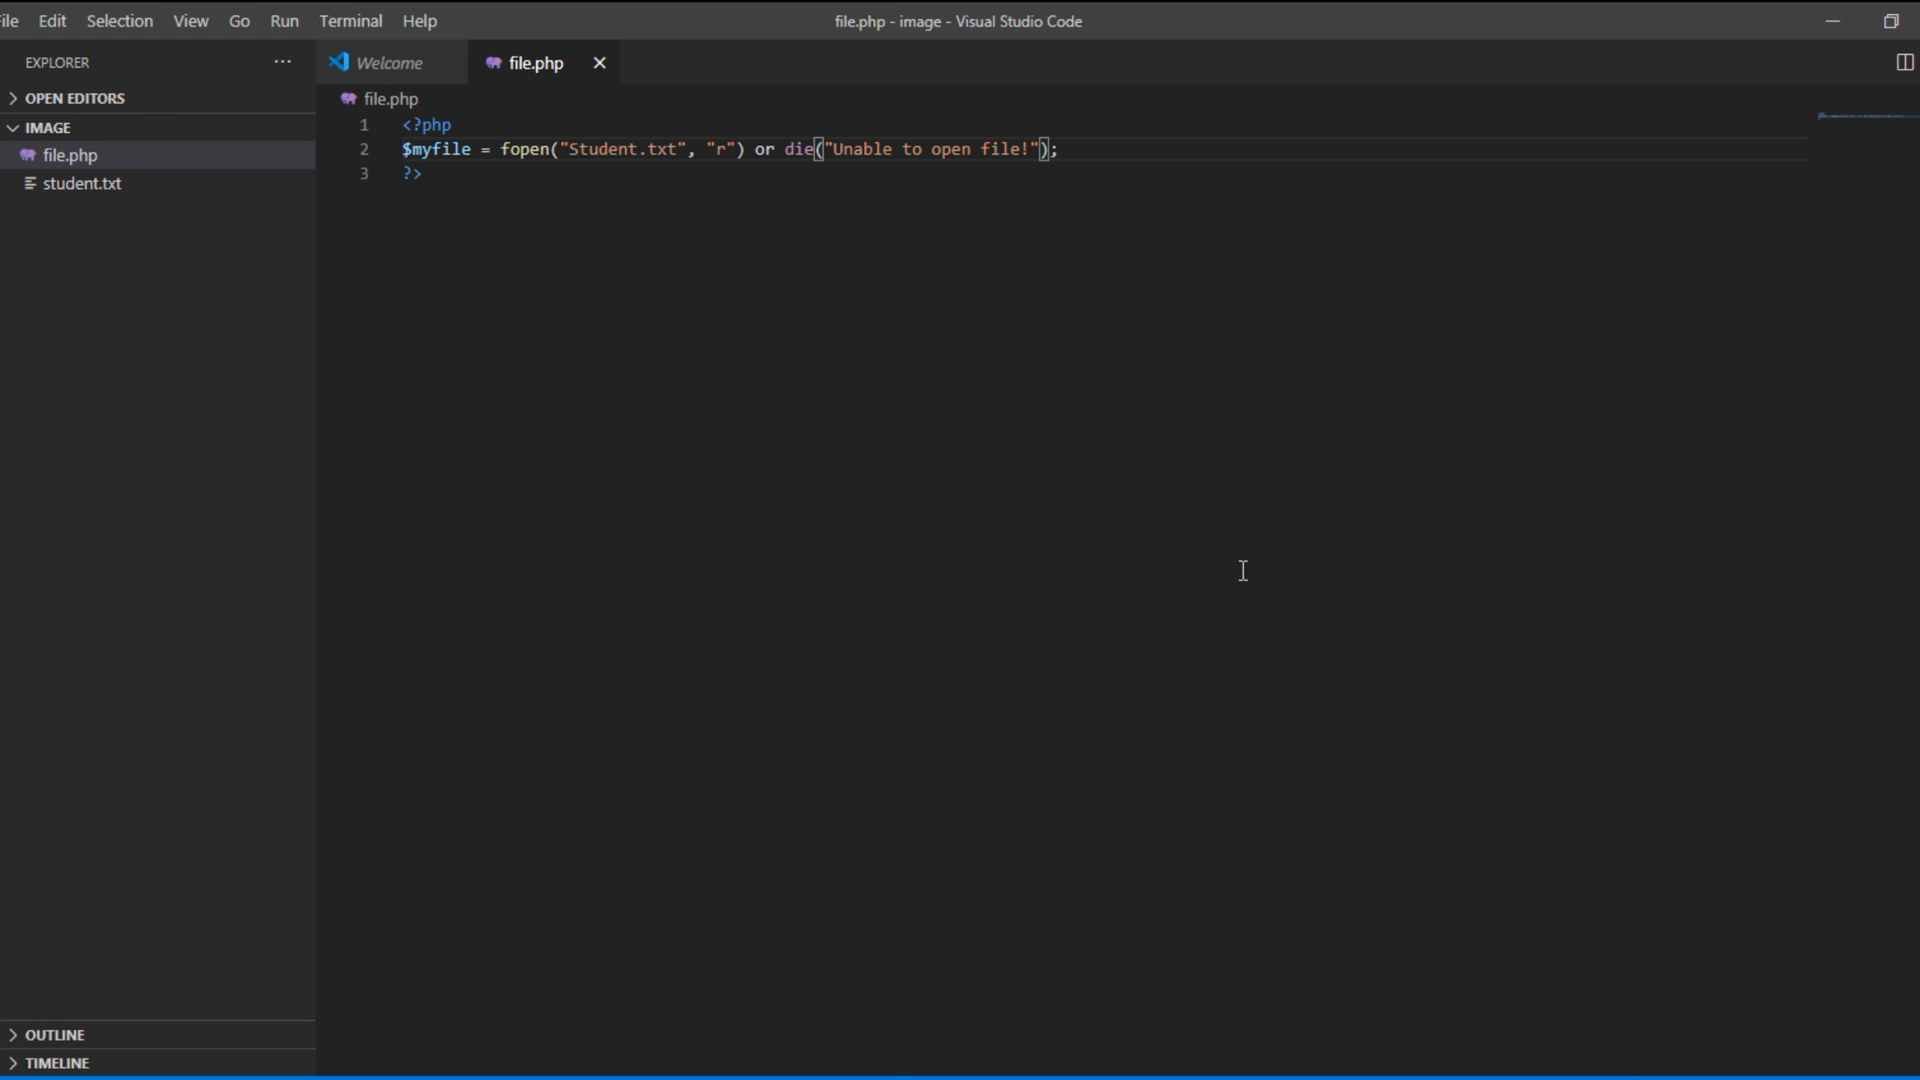 ile Edit Selection View Go Run Terminal Help file.php - image - Visual Studio Code
EXPLORER
Welcome file.php
OPEN EDITORS
file.php
IMAGE
file.php
student.txt
1 <?php
2 $myfile = fopen("Student.txt", "r") or die("Unable to open file!");
3 ?>
OUTLINE
TIMELINE